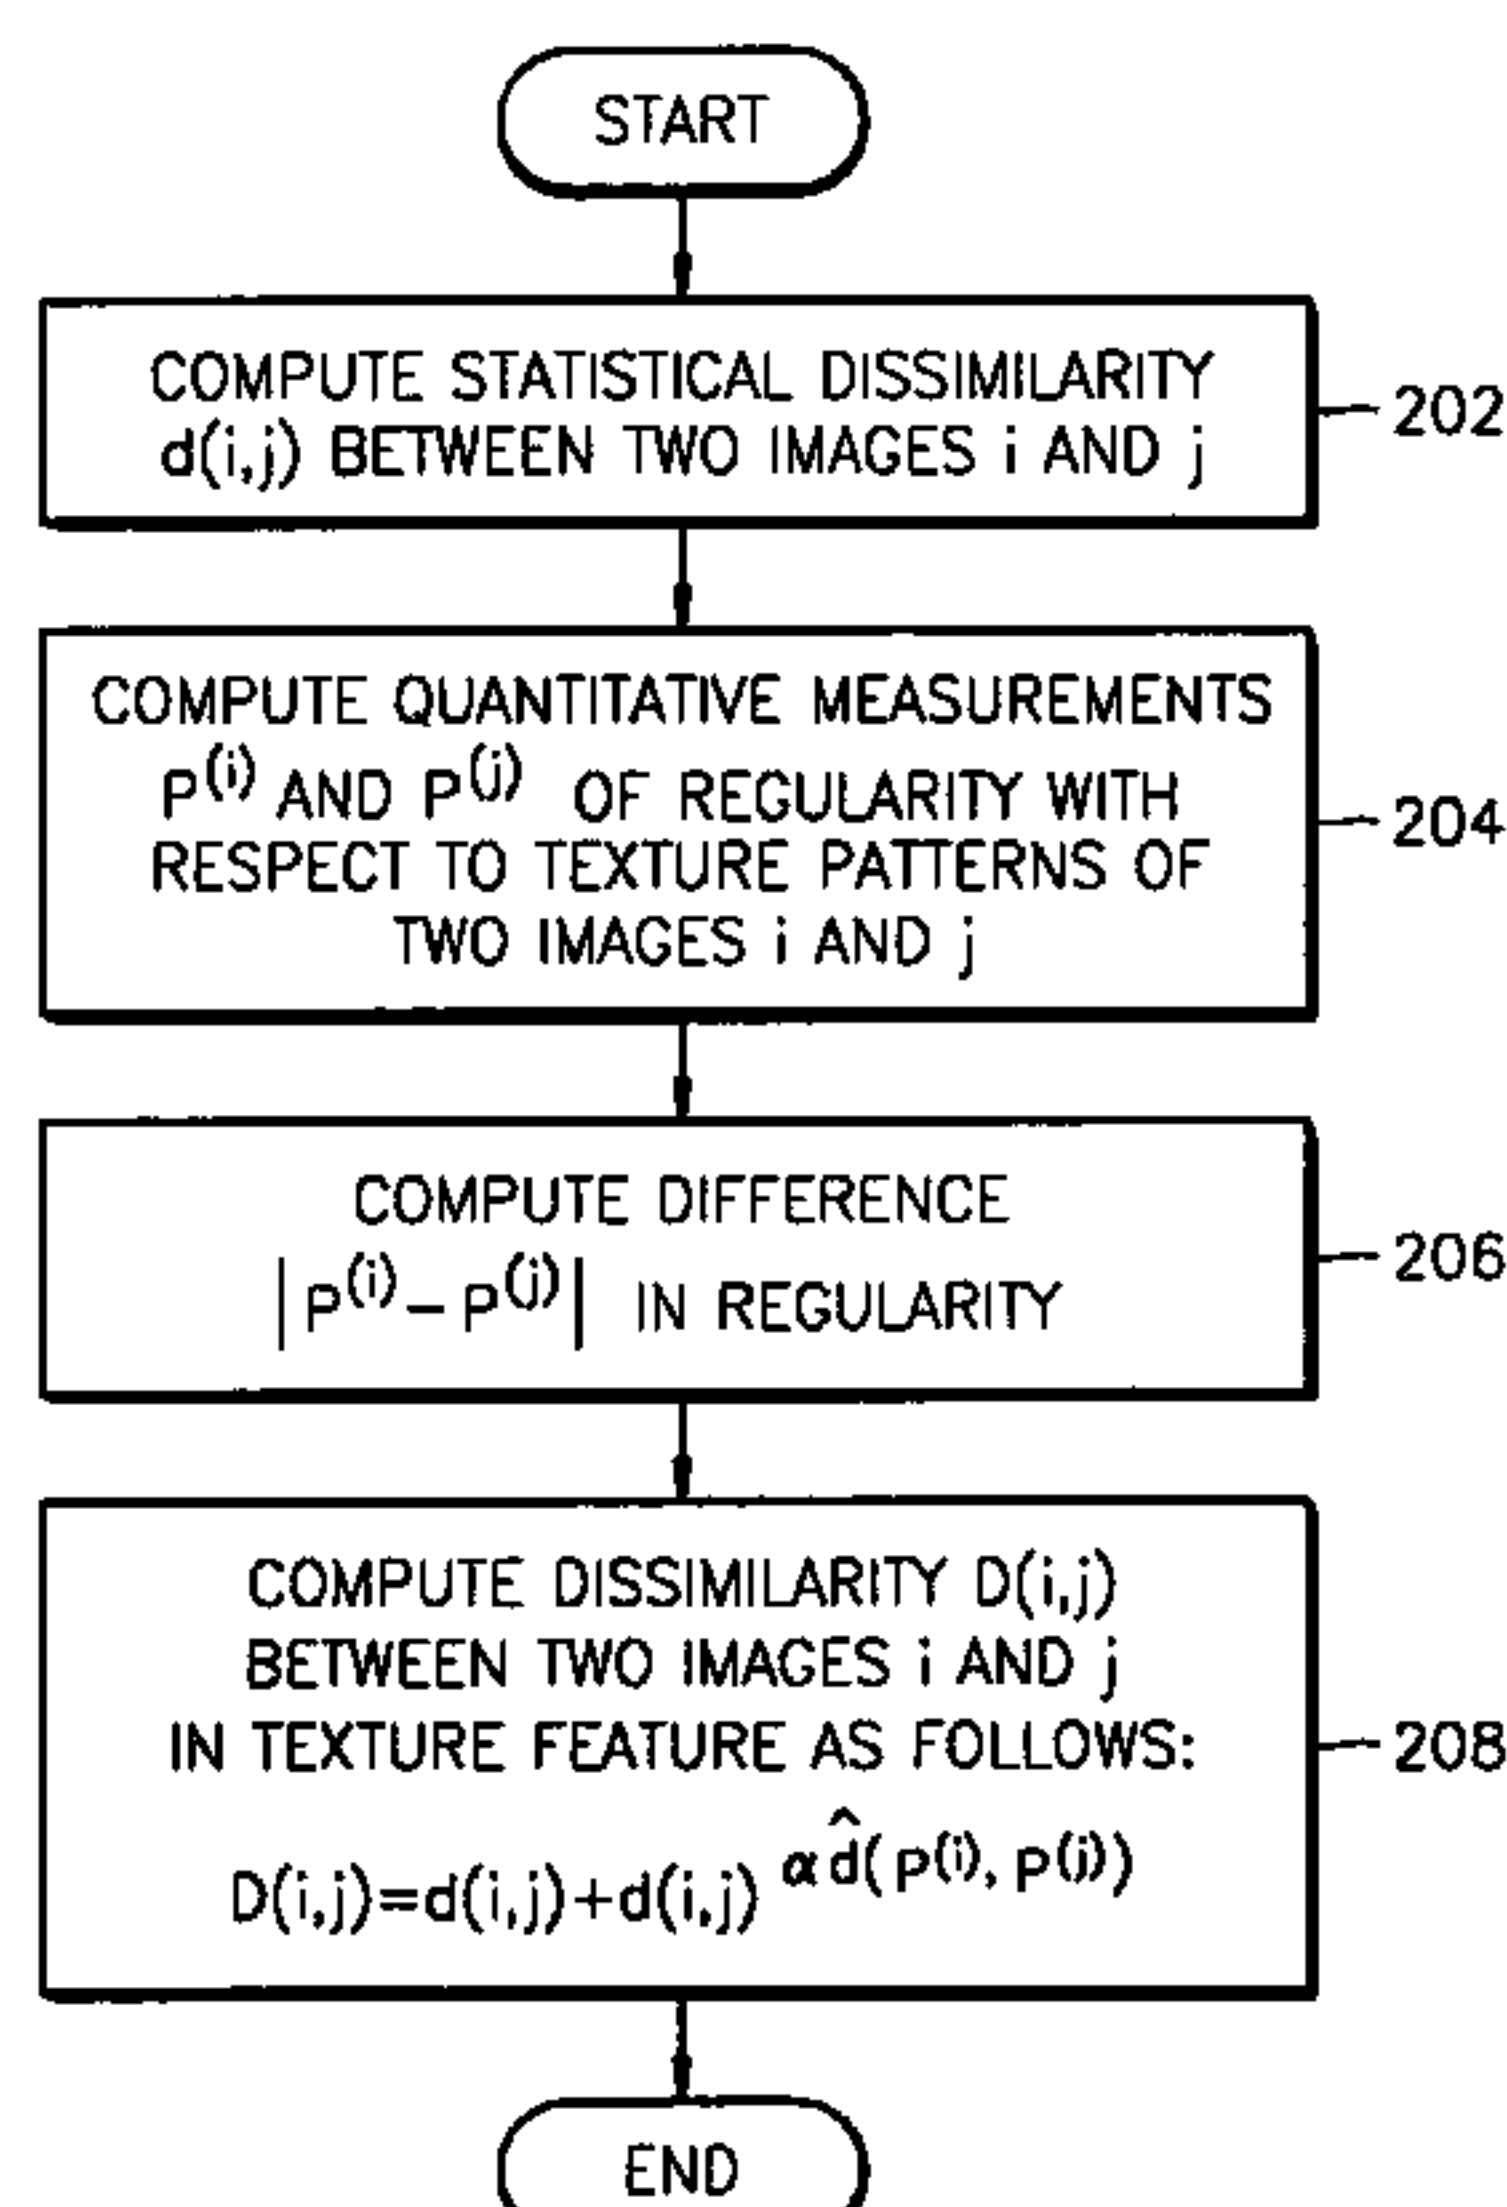 START
COMPUTE STATISTICAL DISSIMILARITY
d(i,j) BETWEEN TWO IMAGES i AND j
202
COMPUTE QUANTITATIVE MEASUREMENTS
P^(i) AND P^(j) OF REGULARITY WITH
RESPECT TO TEXTURE PATTERNS OF
TWO IMAGES i AND j
204
COMPUTE DIFFERENCE
|P^(i) – P^(j)| IN REGULARITY
206
COMPUTE DISSIMILARITY D(i,j)
BETWEEN TWO IMAGES i AND j
IN TEXTURE FEATURE AS FOLLOWS:
D(i,j)=d(i,j)+d(i,j)^αd̂(P^(i), P^(j))
208
END